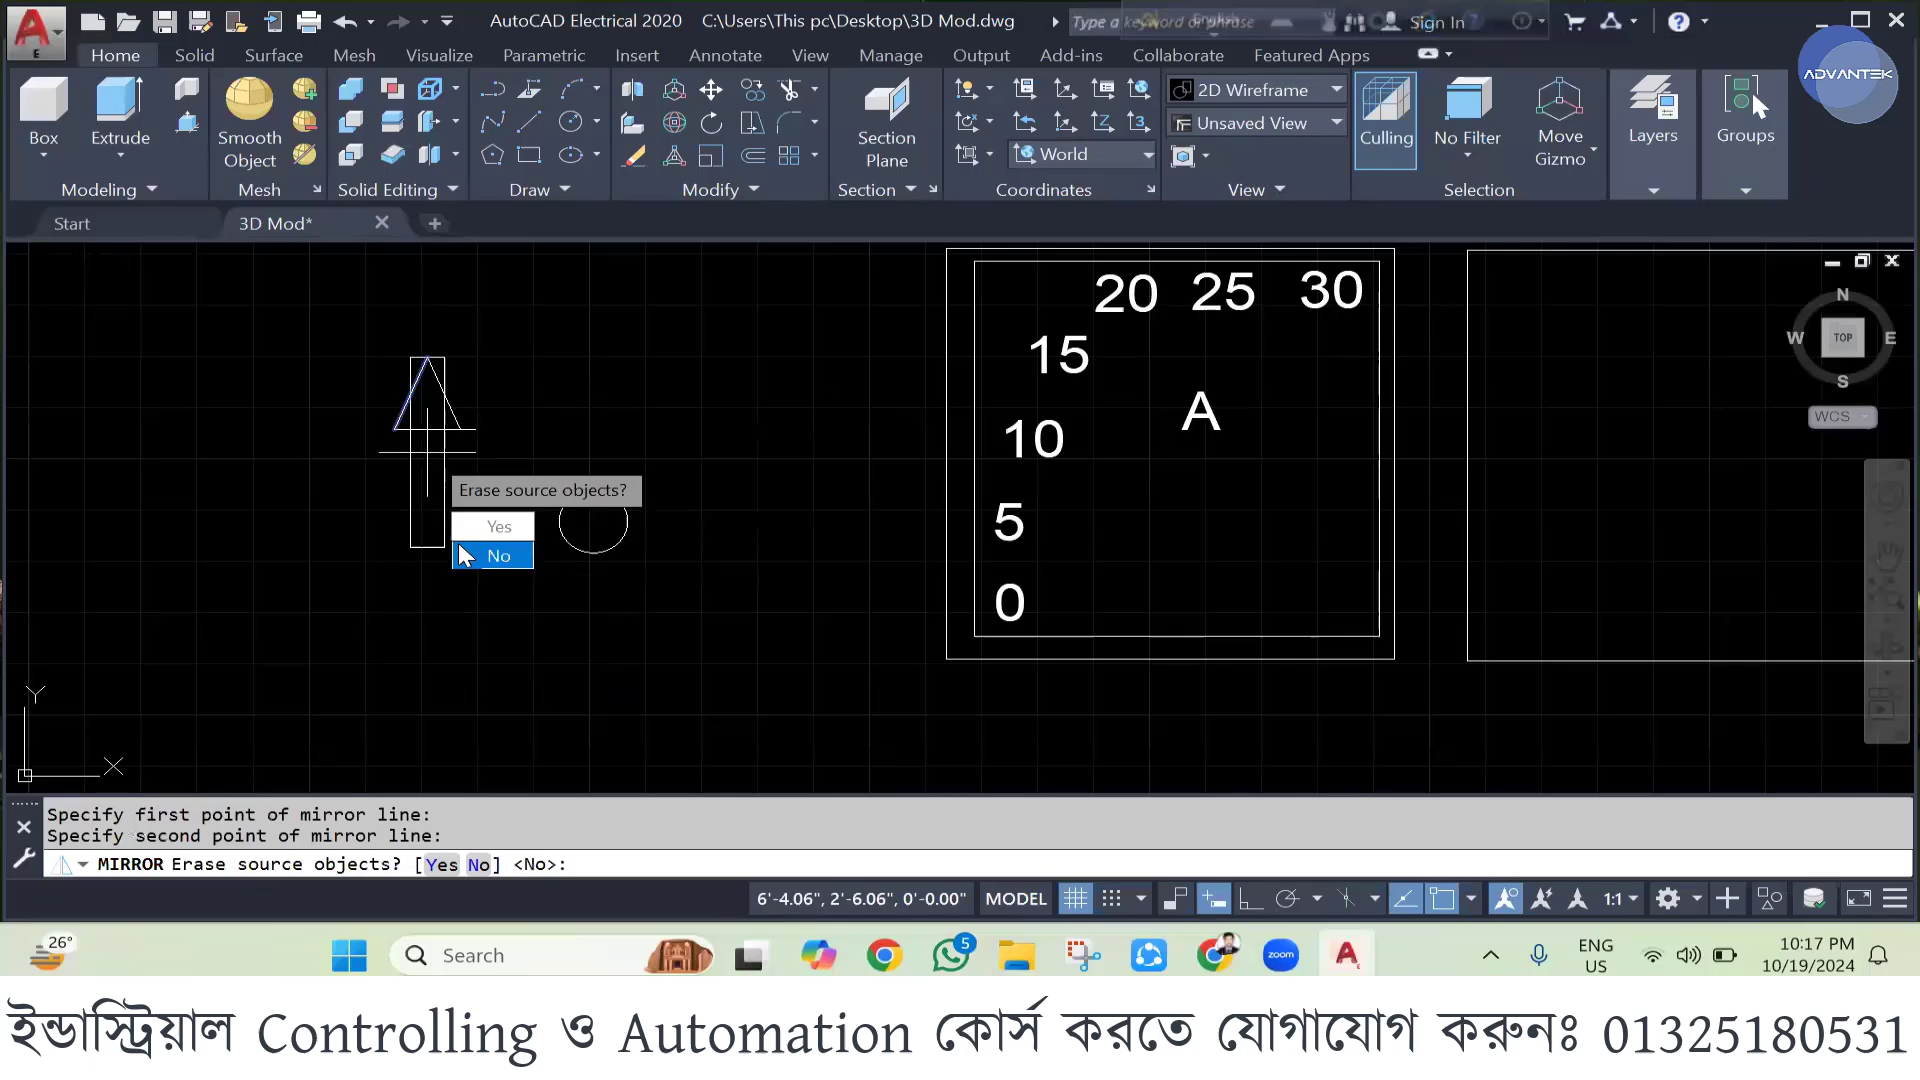 AutoCAD Electrical 2020 C:\Users\This pc\Desktop\3D Mod.dwg
Type a keyword or phrase
Sign In
ADVANTEK
Home Solid Surface Mesh Visualize Parametric Insert Annotate View Manage Output Add-ins Collaborate Featured Apps
Box
Extrude
Smooth Object
Section Plane
2D Wireframe
Unsaved View
World
Culling
No Filter
Move Gizmo
Layers
Groups
Modeling Mesh Solid Editing Draw Modify Section Coordinates View Selection
Start 3D Mod*
20 25 30
15
A
10
5
0
N
W TOP E
S
WCS
Erase source objects?
Yes
No
Y
X
Specify first point of mirror line:
Specify second point of mirror line:
MIRROR Erase source objects? [Yes No] <No>:
6'-4.06", 2'-6.06", 0'-0.00" MODEL 1:1
26°
Search
5
zoom
ENG
US
10:17 PM
10/19/2024
ইন্ডাস্ট্রিয়াল Controlling ও Automation কোর্স করতে যোগাযোগ করুনঃ 01325180531